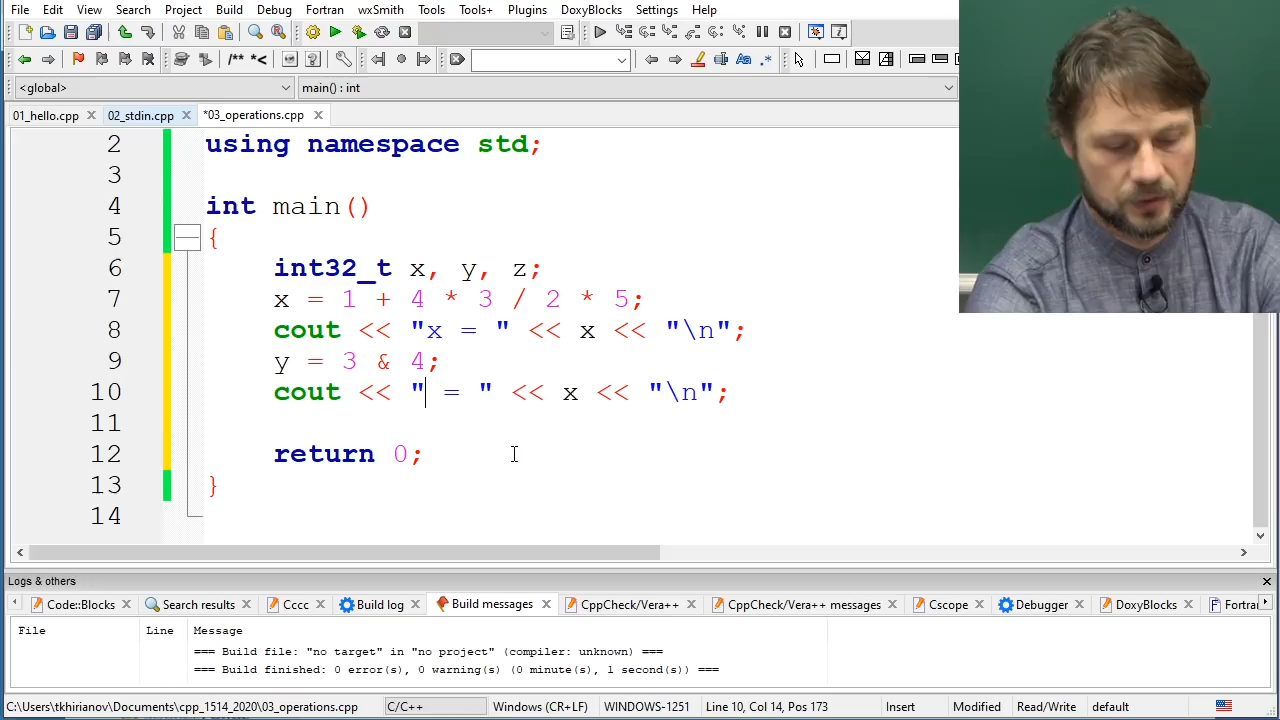 File Edit View Search Project Build Debug Fortran wxSmith Tools Tools+ Plugins DoxyBlocks Settings Help
/** *<
Aa .*
<global> main() : int
01_hello.cpp 02_stdin.cpp *03_operations.cpp
2 using namespace std;
3
4 int main()
5 {
6 int32_t x, y, z;
7 x = 1 + 4 * 3 / 2 * 5;
8 cout << "x = " << x << "\n";
9 y = 3 & 4;
10 cout << " = " << x << "\n";
11
12 return 0;
13 }
14
Logs & others
Code::Blocks Search results Cccc Build log Build messages CppCheck/Vera++ CppCheck/Vera++ messages Cscope Debugger DoxyBlocks Fortran
File Line Message
=== Build file: "no target" in "no project" (compiler: unknown) ===
=== Build finished: 0 error(s), 0 warning(s) (0 minute(s), 1 second(s)) ===
C:\Users\tkhirianov\Documents\cpp_1514_2020\03_operations.cpp C/C++ Windows (CR+LF) WINDOWS-1251 Line 10, Col 14, Pos 173 Insert Modified Read/Write default